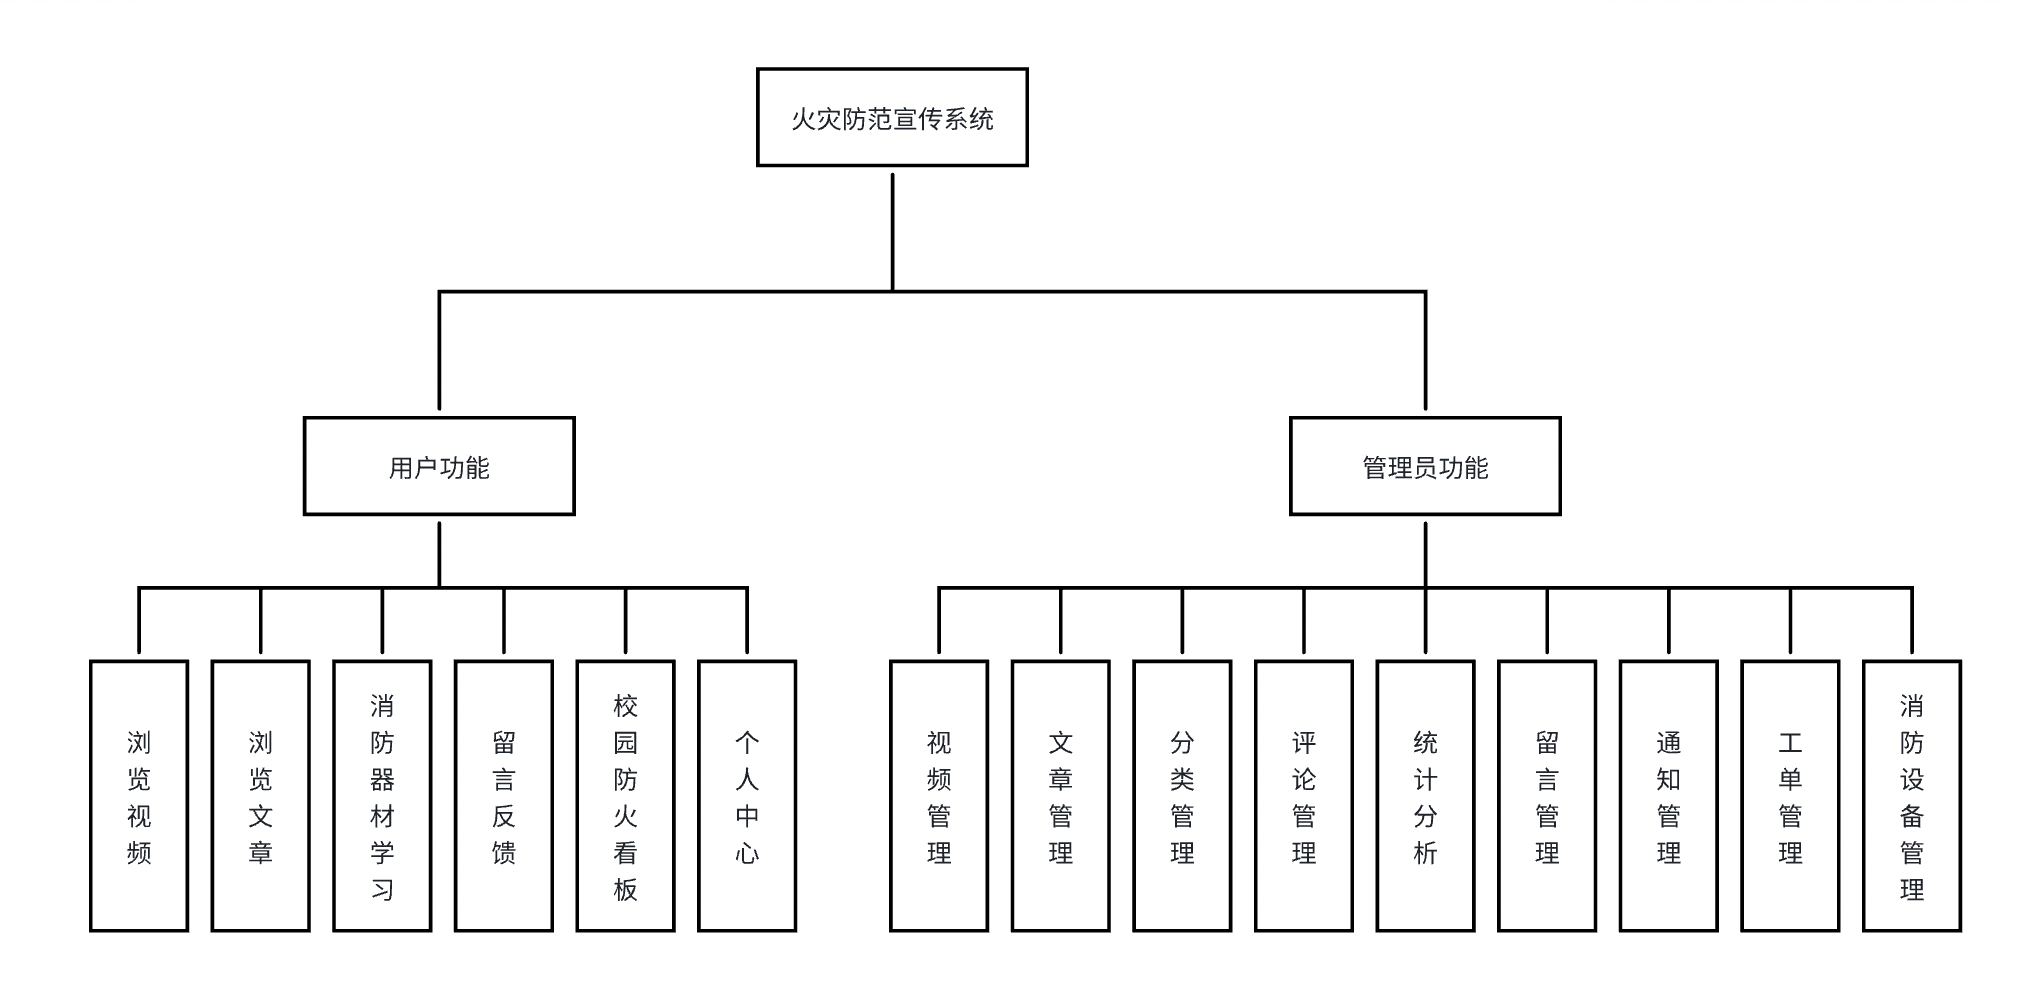 火灾防范宣传系统
用户功能
管理员功能
浏览视频
浏览文章
消防器材学习
留言反馈
校园防火看板
个人中心
视频管理
文章管理
分类管理
评论管理
统计分析
留言管理
通知管理
工单管理
消防设备管理